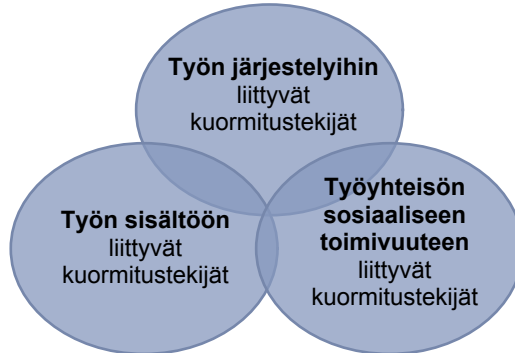 Työn järjestelyihin
liittyvät
kuormitustekijät
Työn sisältöön
liittyvät
kuormitustekijät
Työyhteisön
sosiaaliseen
toimivuuteen
liittyvät
kuormitustekijät